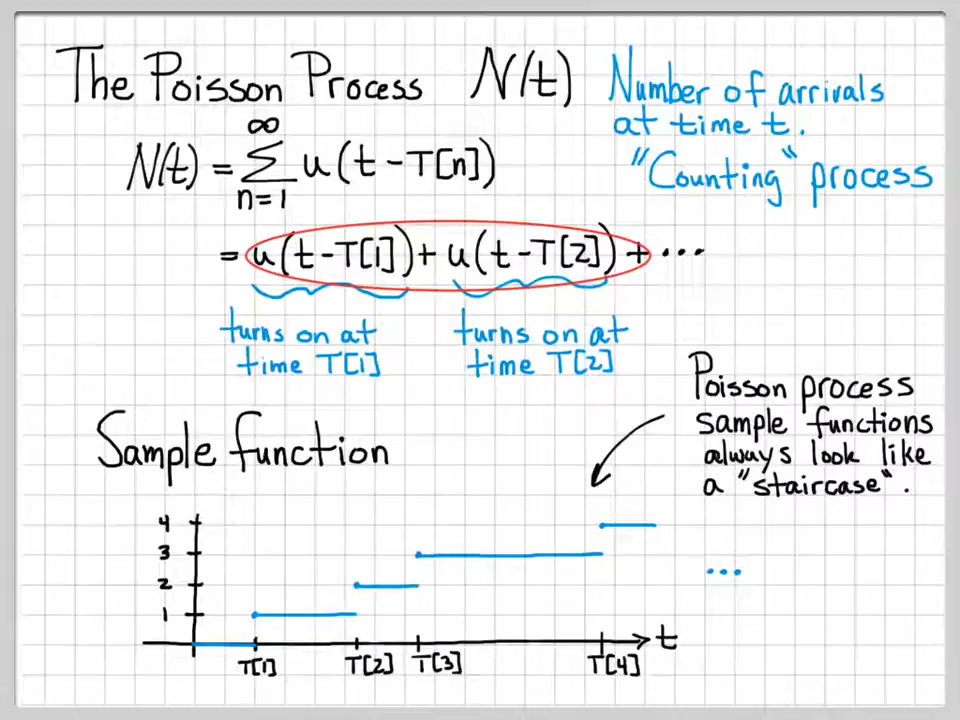 The Poisson Process N(t) Number of arrivals
at time t.
"Counting" process
N(t) = ∞ Σ n=1 u(t-T[n])
= u(t-T[1]) + u(t-T[2]) + ...
turns on at
time T[1]
turns on at
time T[2]
Poisson process
sample functions
always look like
a "staircase".
Sample function
4
3
2
1
...
t
T[1] T[2] T[3] T[4]